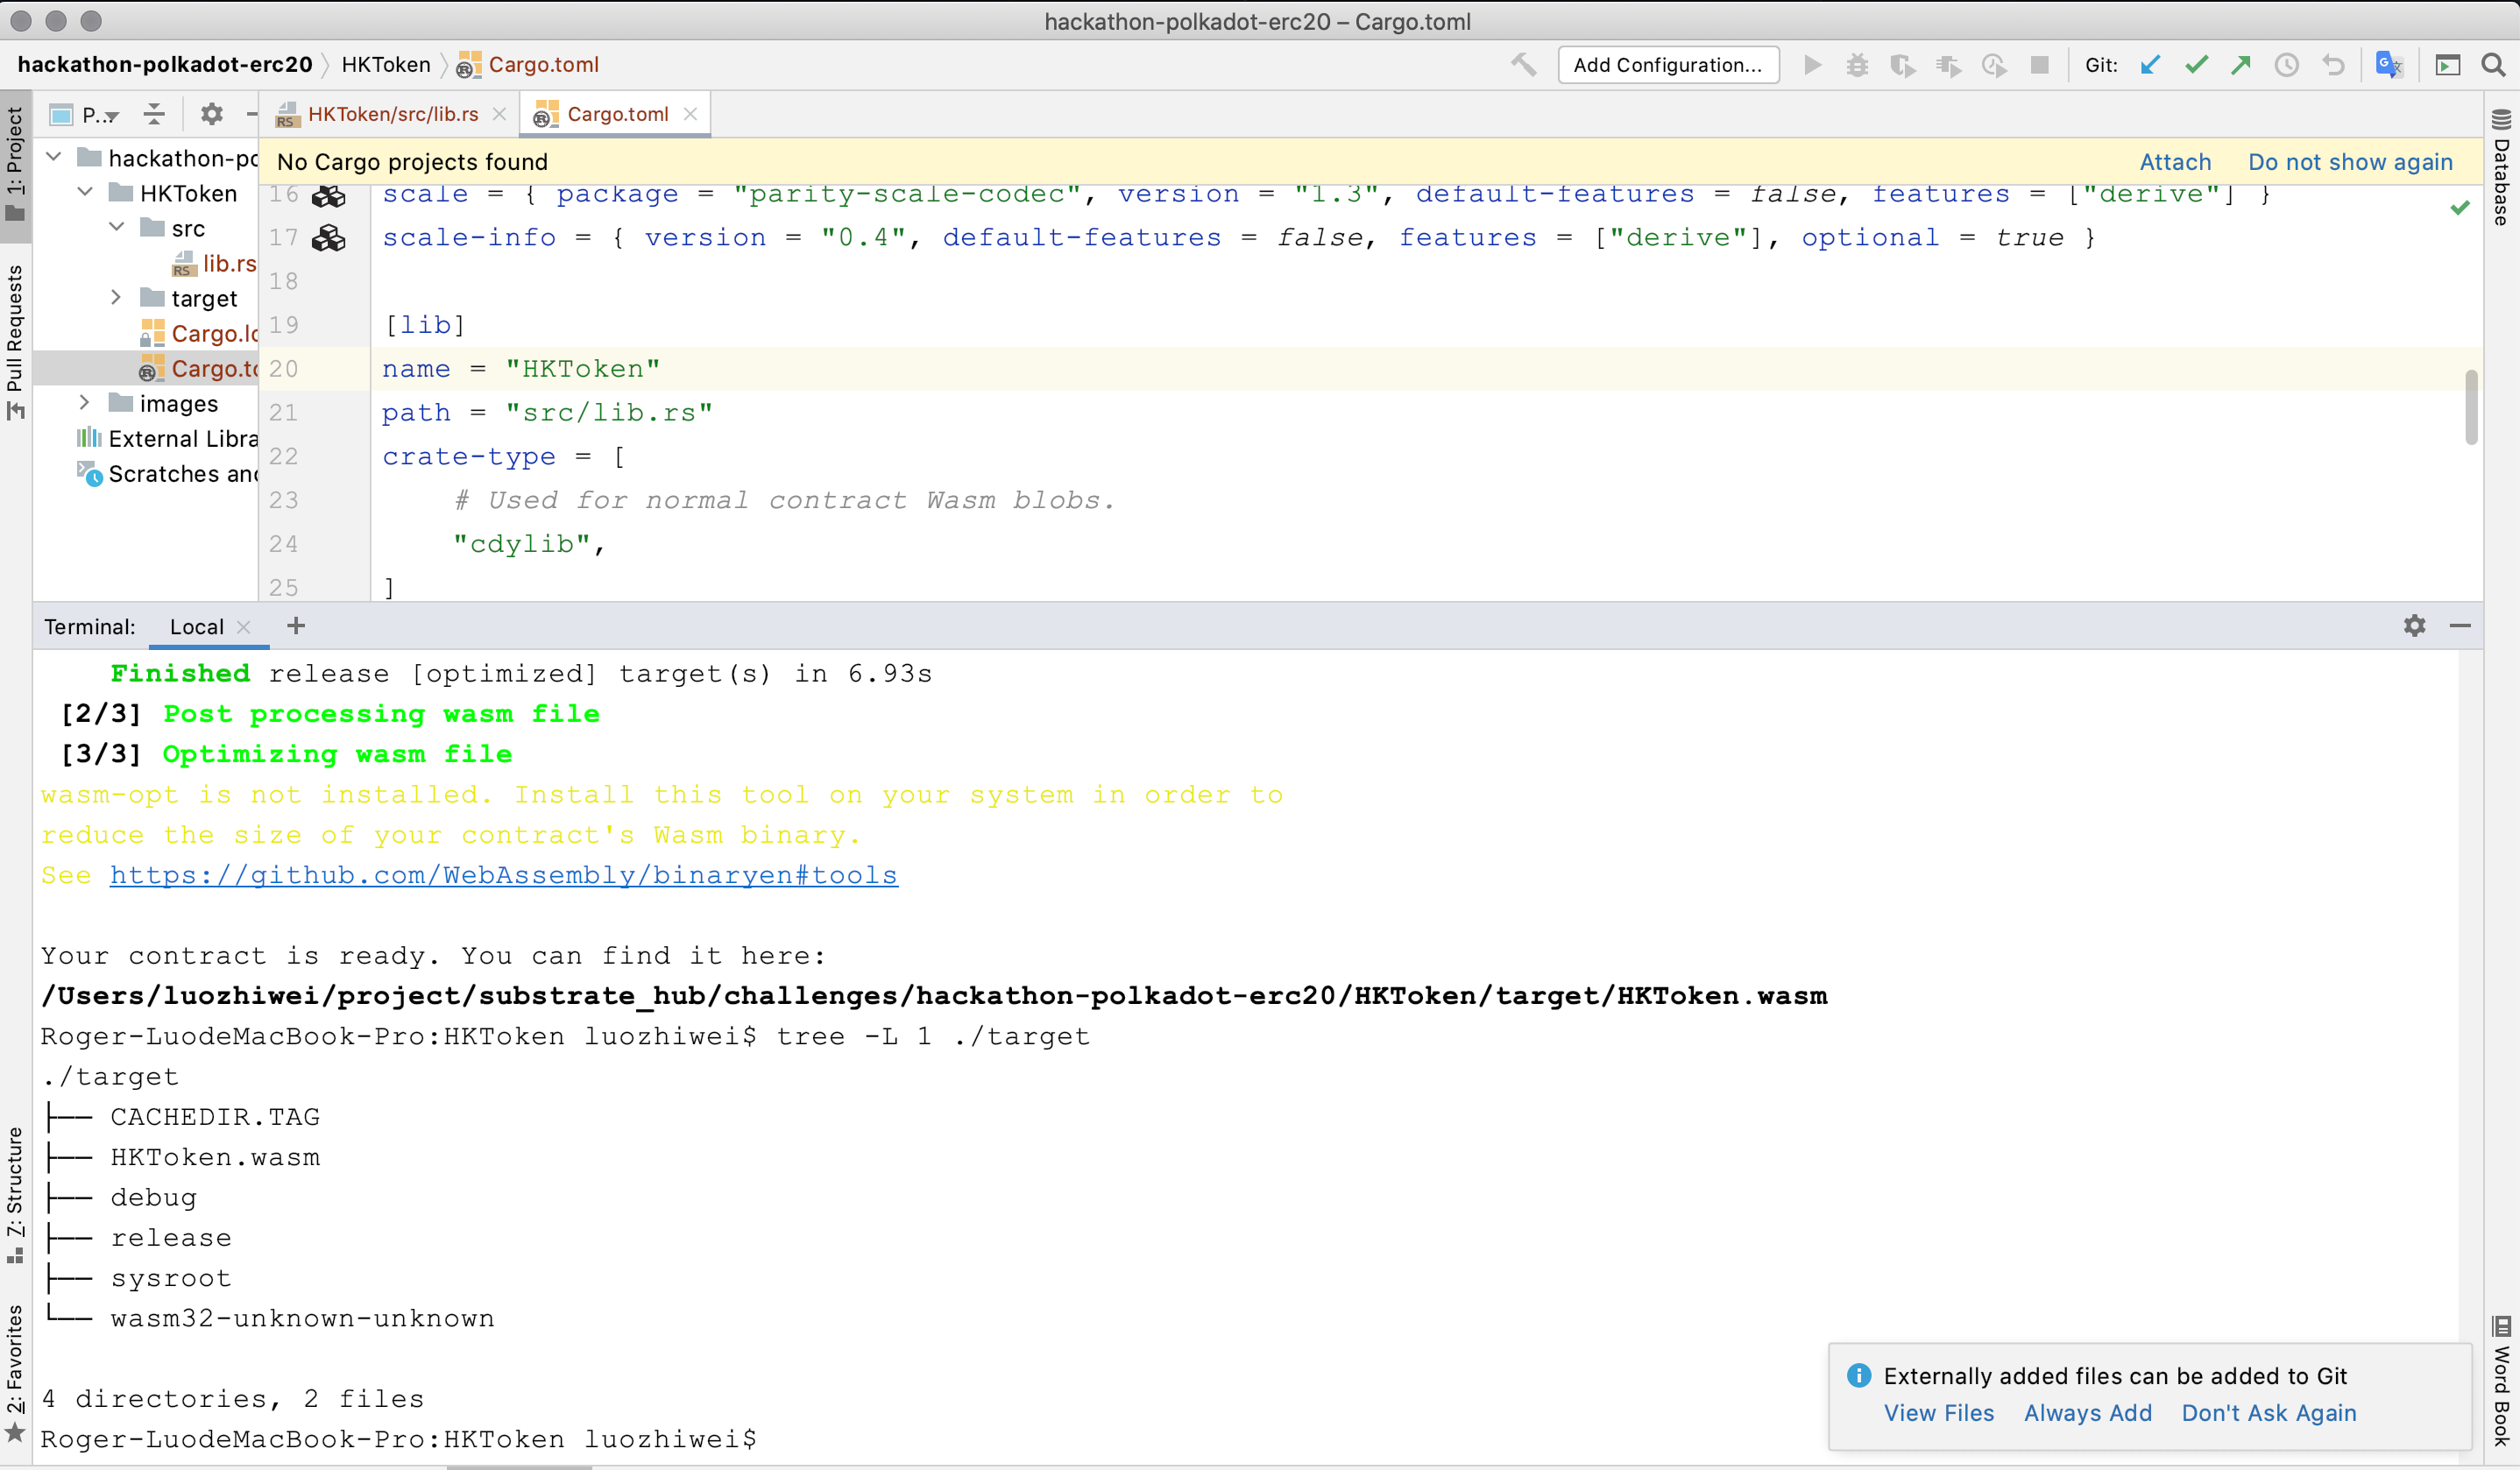 hackathon-polkadot-erc20 – Cargo.toml
hackathon-polkadot-erc20 HKToken Cargo.toml
Add Configuration...
Git:
1: Project
Pull Requests
7: Structure
2: Favorites
P...
hackathon-po
HKToken
src
lib.rs
target
Cargo.lo
Cargo.to
images
External Libra
Scratches and
HKToken/src/lib.rs
Cargo.toml
No Cargo projects found
Attach
Do not show again
16 scale = { package = "parity-scale-codec", version = "1.3", default-features = false, features = ["derive"] }
17 scale-info = { version = "0.4", default-features = false, features = ["derive"], optional = true }
18
19 [lib]
20 name = "HKToken"
21 path = "src/lib.rs"
22 crate-type = [
23 # Used for normal contract Wasm blobs.
24 "cdylib",
25 ]
Database
Word Book
Terminal: Local
Finished release [optimized] target(s) in 6.93s
[2/3] Post processing wasm file
[3/3] Optimizing wasm file
wasm-opt is not installed. Install this tool on your system in order to
reduce the size of your contract's Wasm binary.
See https://github.com/WebAssembly/binaryen#tools
Your contract is ready. You can find it here:
/Users/luozhiwei/project/substrate_hub/challenges/hackathon-polkadot-erc20/HKToken/target/HKToken.wasm
Roger-LuodeMacBook-Pro:HKToken luozhiwei$ tree -L 1 ./target
./target
├── CACHEDIR.TAG
├── HKToken.wasm
├── debug
├── release
├── sysroot
└── wasm32-unknown-unknown
4 directories, 2 files
Roger-LuodeMacBook-Pro:HKToken luozhiwei$
Externally added files can be added to Git
View Files Always Add Don't Ask Again